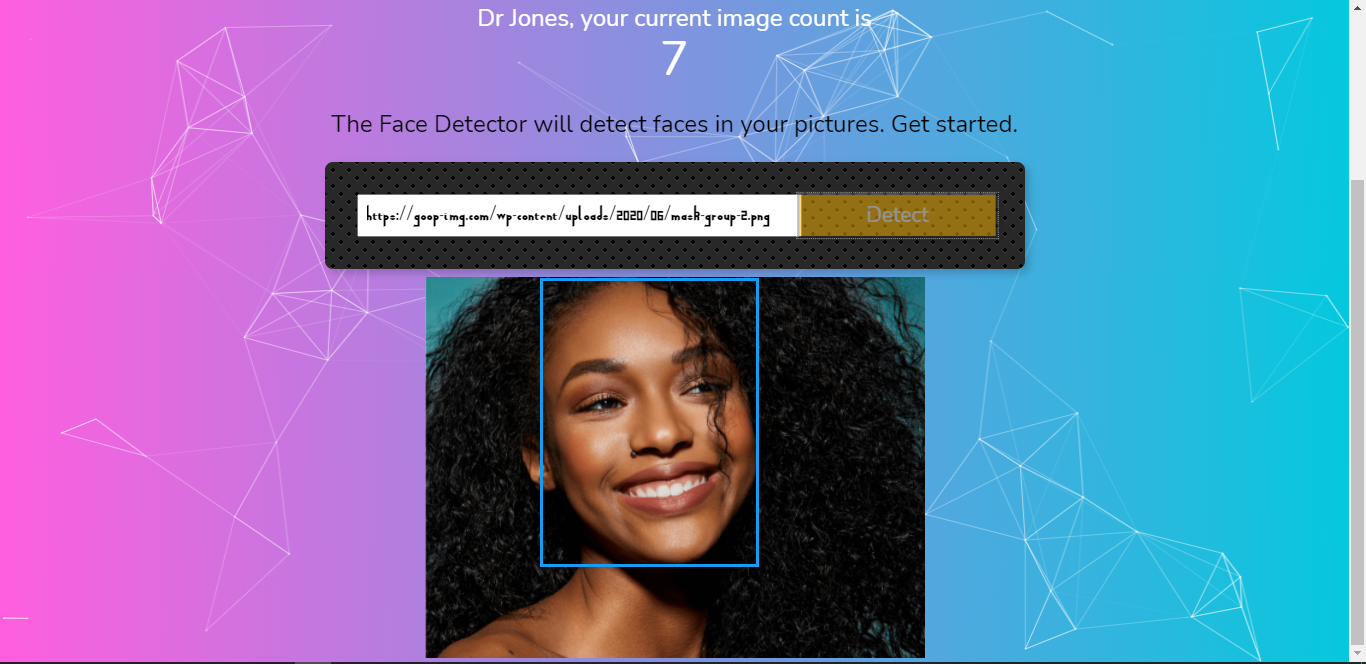 Dr Jones, your current image count is
7
The Face Detector will detect faces in your pictures. Get started.
https://goop-img.com/wp-content/uploads/2020/06/mask-group-2.png
Detect